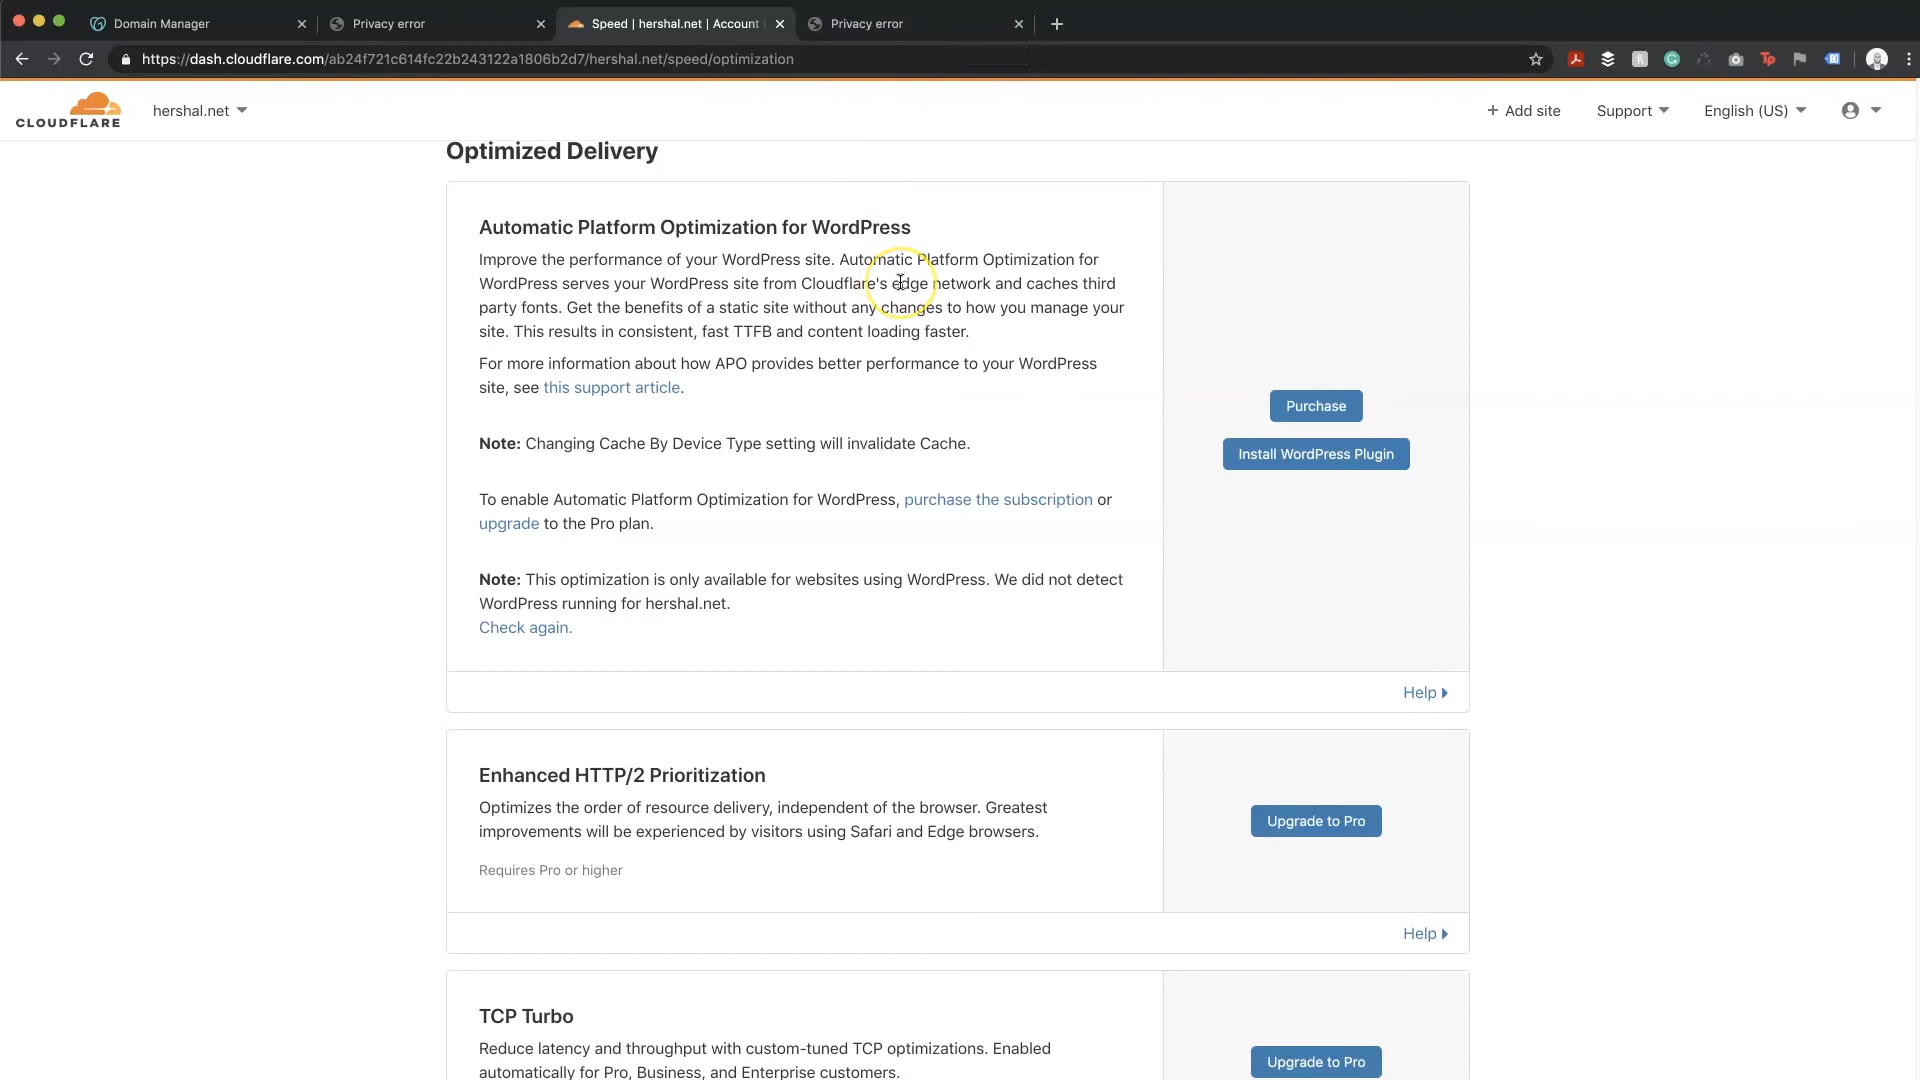 Domain Manager
Privacy error
Speed | hershal.net | Account
Privacy error
https://dash.cloudflare.com/ab24f721c614fc22b243122a1806b2d7/hershal.net/speed/optimization
CLOUDFLARE
hershal.net
+ Add site
Support
English (US)
Optimized Delivery
Automatic Platform Optimization for WordPress
Improve the performance of your WordPress site. Automatic Platform Optimization for
WordPress serves your WordPress site from Cloudflare's edge network and caches third
party fonts. Get the benefits of a static site without any changes to how you manage your
site. This results in consistent, fast TTFB and content loading faster.
For more information about how APO provides better performance to your WordPress
site, see this support article.
Note: Changing Cache By Device Type setting will invalidate Cache.
To enable Automatic Platform Optimization for WordPress, purchase the subscription or
upgrade to the Pro plan.
Note: This optimization is only available for websites using WordPress. We did not detect
WordPress running for hershal.net.
Check again.
Purchase
Install WordPress Plugin
Help
Enhanced HTTP/2 Prioritization
Optimizes the order of resource delivery, independent of the browser. Greatest
improvements will be experienced by visitors using Safari and Edge browsers.
Requires Pro or higher
Upgrade to Pro
Help
TCP Turbo
Reduce latency and throughput with custom-tuned TCP optimizations. Enabled
automatically for Pro, Business, and Enterprise customers.
Upgrade to Pro